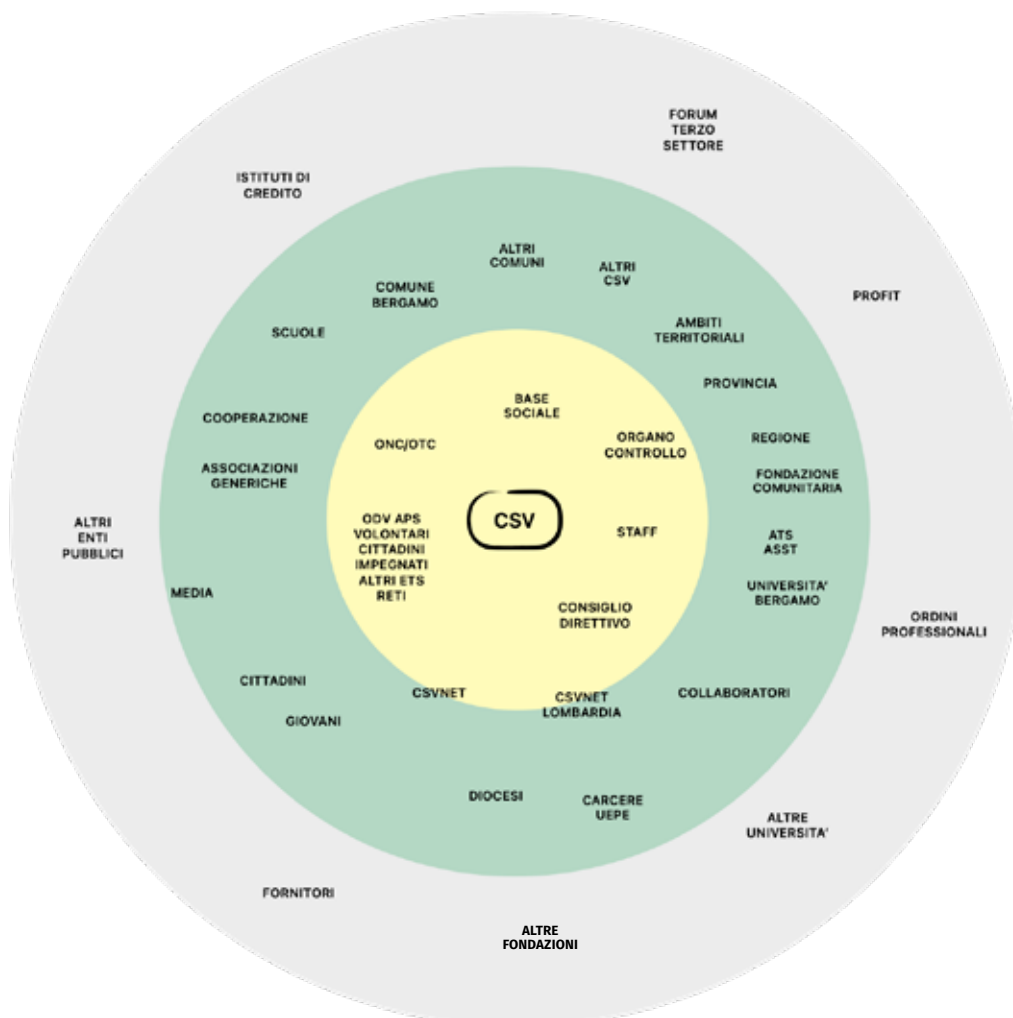 FORUM
TERZO
SETTORE
ISTITUTI DI
CREDITO
ALTRI
COMUNI
ALTRI
CSV
COMUNE
BERGAMO
PROFIT
SCUOLE
AMBITI
TERRITORIALI
PROVINCIA
BASE
SOCIALE
COOPERAZIONE
ONC/OTC
ORGANO
CONTROLLO
REGIONE
ASSOCIAZIONI
GENERICHE
FONDAZIONE
COMUNITARIA
ALTRI
ENTI
PUBBLICI
ODV APS
VOLONTARI
CITTADINI
IMPEGNATI
ALTRI ETS
RETI
CSV
STAFF
ATS
ASST
MEDIA
UNIVERSITA'
BERGAMO
CONSIGLIO
DIRETTIVO
ORDINI
PROFESSIONALI
CITTADINI
CSVNET
CSVNET
LOMBARDIA
COLLABORATORI
GIOVANI
DIOCESI
CARCERE
UEPE
ALTRE
UNIVERSITA'
FORNITORI
ALTRE
FONDAZIONI